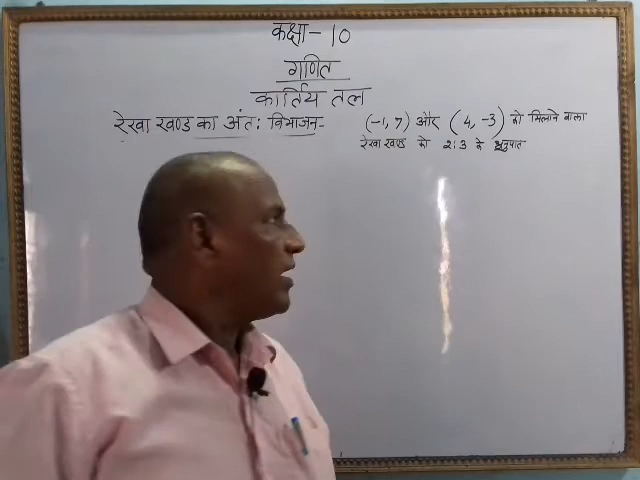 कक्षा - 10
गणित
कार्तिय तल
रेखा खण्ड का अंत: विभाजन -
(-1, 7) और (4, -3) को मिलाने वाला
रेखा खण्ड को 2:3 के अनुपात